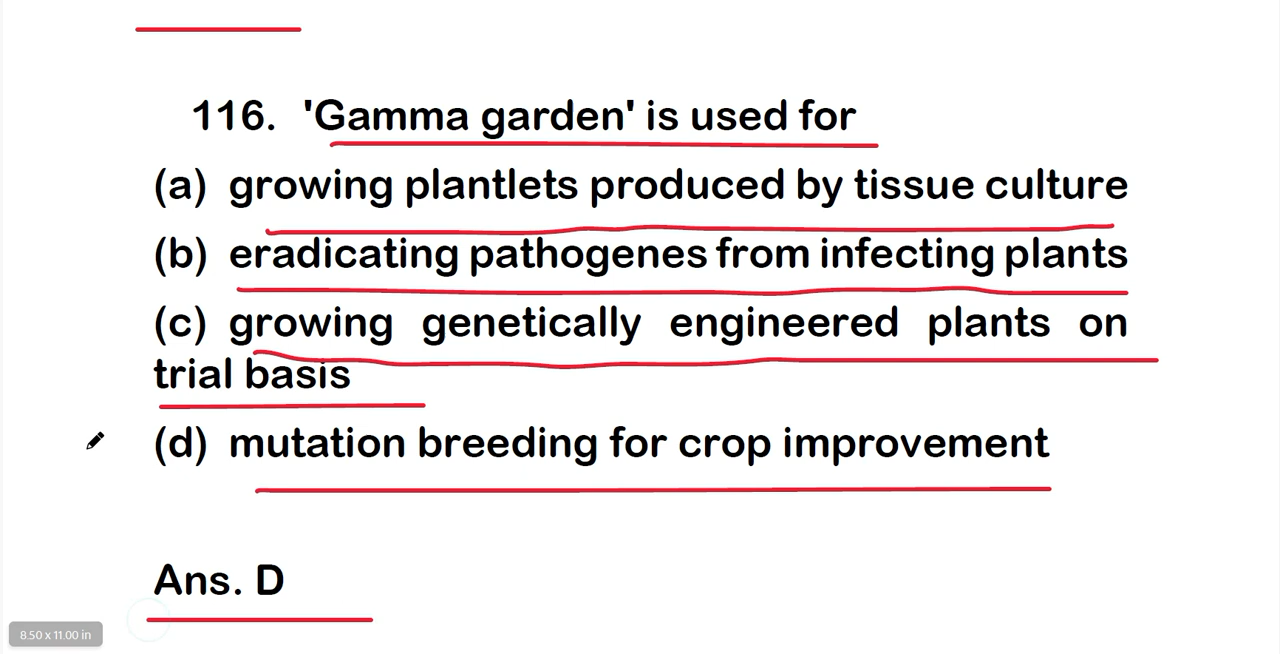 116. 'Gamma garden' is used for
(a) growing plantlets produced by tissue culture
(b) eradicating pathogenes from infecting plants
(c) growing genetically engineered plants on
trial basis
(d) mutation breeding for crop improvement
Ans. D
8.50 x 11.00 in